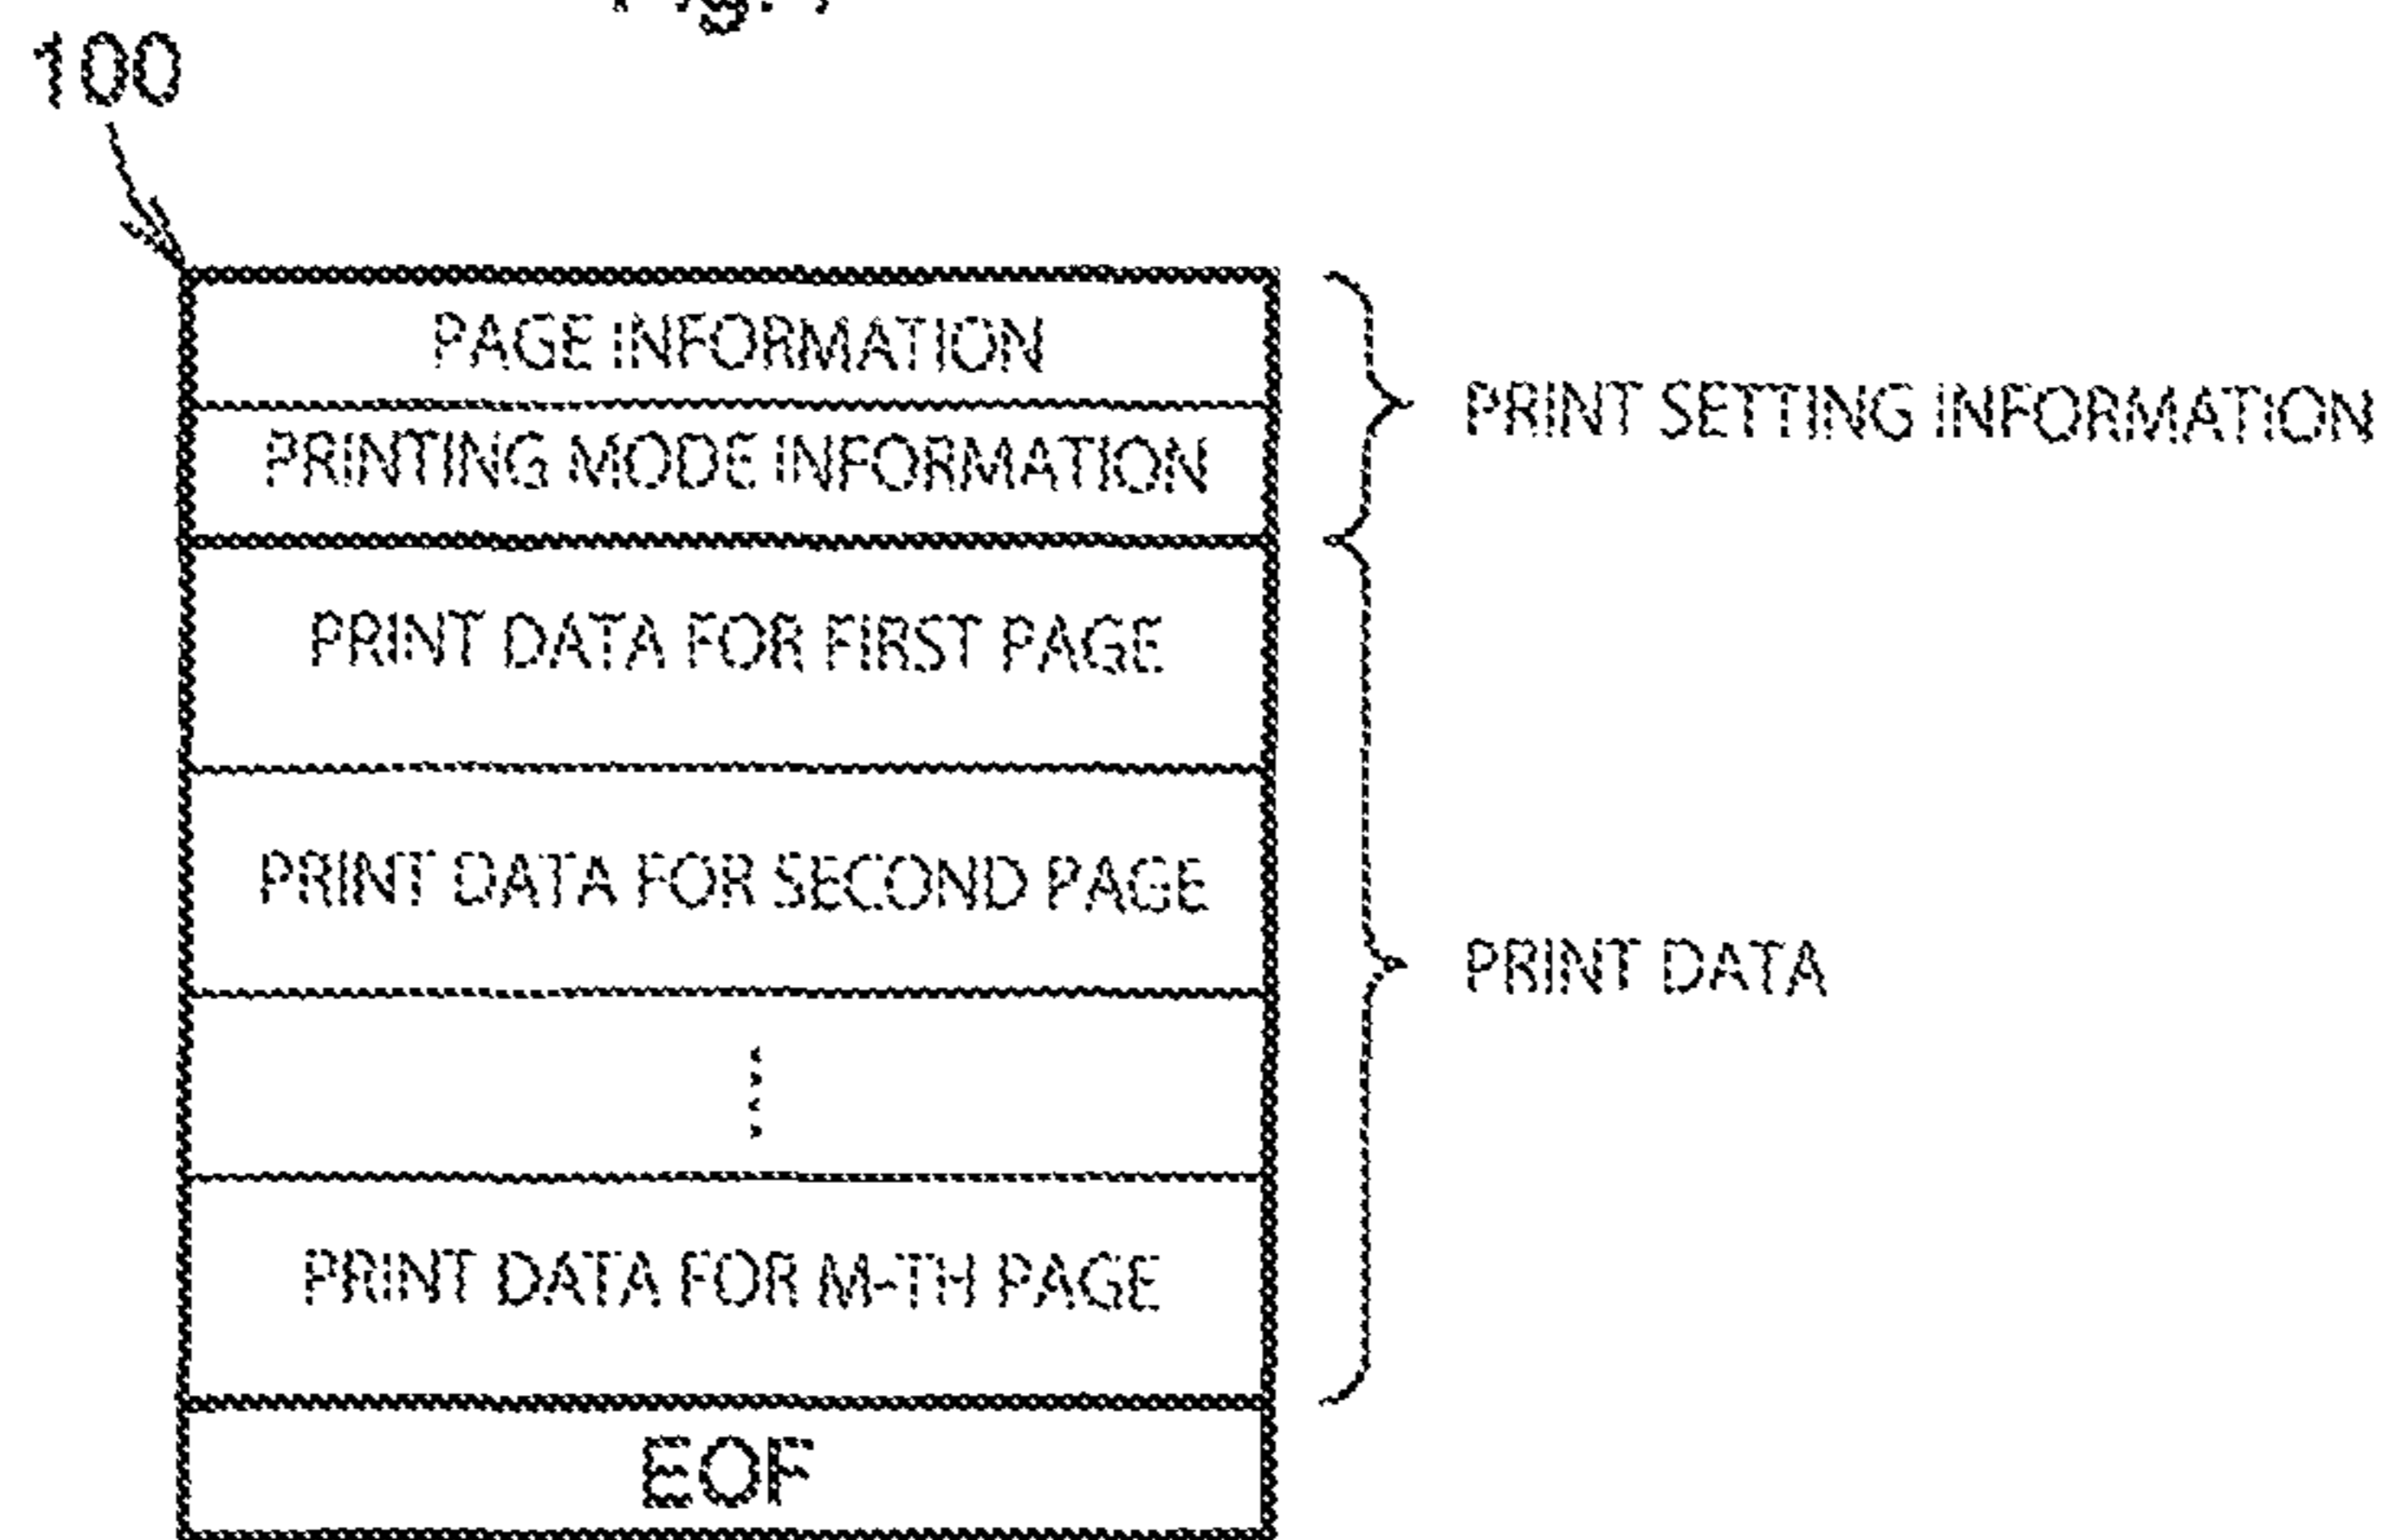 100
PAGE INFORMATION
PRINTING MODE INFORMATION
PRINT SETTING INFORMATION
PRINT DATA FOR FIRST PAGE
PRINT DATA FOR SECOND PAGE
PRINT DATA
⋮
PRINT DATA FOR M-TH PAGE
EOF